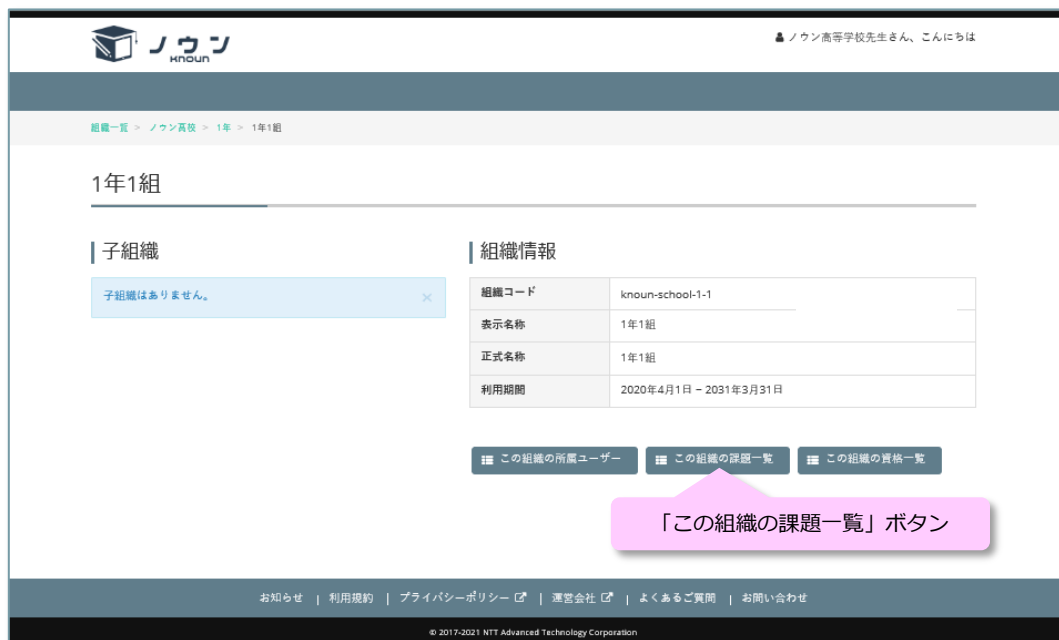 ノウン
KNOUN
ノウン高等学校先生さん、こんにちは
組織一覧 > ノウン高校 > 1年 > 1年1組
1年1組
子組織
子組織はありません。 ×
組織情報
組織コード knoun-school-1-1
表示名称 1年1組
正式名称 1年1組
利用期間 2020年4月1日 – 2031年3月31日
この組織の所属ユーザー この組織の課題一覧 この組織の資格一覧
「この組織の課題一覧」ボタン
お知らせ | 利用規約 | プライバシーポリシー | 運営会社 | よくあるご質問 | お問い合わせ
© 2017-2021 NTT Advanced Technology Corporation